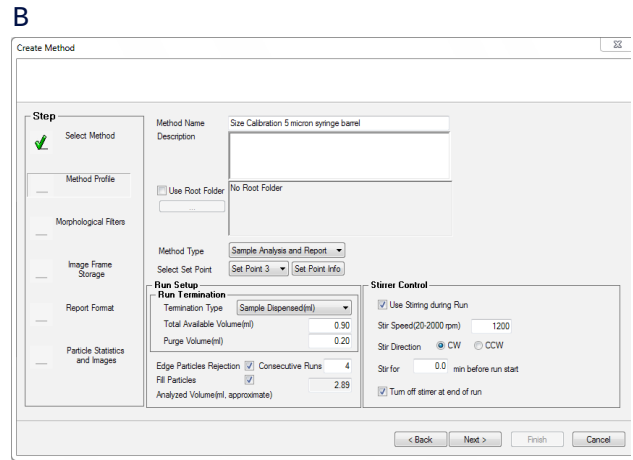 B
Create Method
Step
Select Method
Method Profile
Morphological Filters
Image Frame
Storage
Report Format
Particle Statistics
and Images
Method Name Size Calibration 5 micron syringe barrel
Description
Use Root Folder No Root Folder
...
Method Type Sample Analysis and Report
Select Set Point Set Point 3 Set Point Info
Run Setup
Run Termination
Termination Type Sample Dispensed(ml)
Total Available Volume(ml) 0.90
Purge Volume(ml) 0.20
Edge Particles Rejection Consecutive Runs 4
Fill Particles 2.89
Analyzed Volume(ml, approximate)
Stirrer Control
Use Stirring during Run
Stir Speed(20-2000 rpm) 1200
Stir Direction CW CCW
Stir for 0.0 min before run start
Turn off stirrer at end of run
< Back Next > Finish Cancel